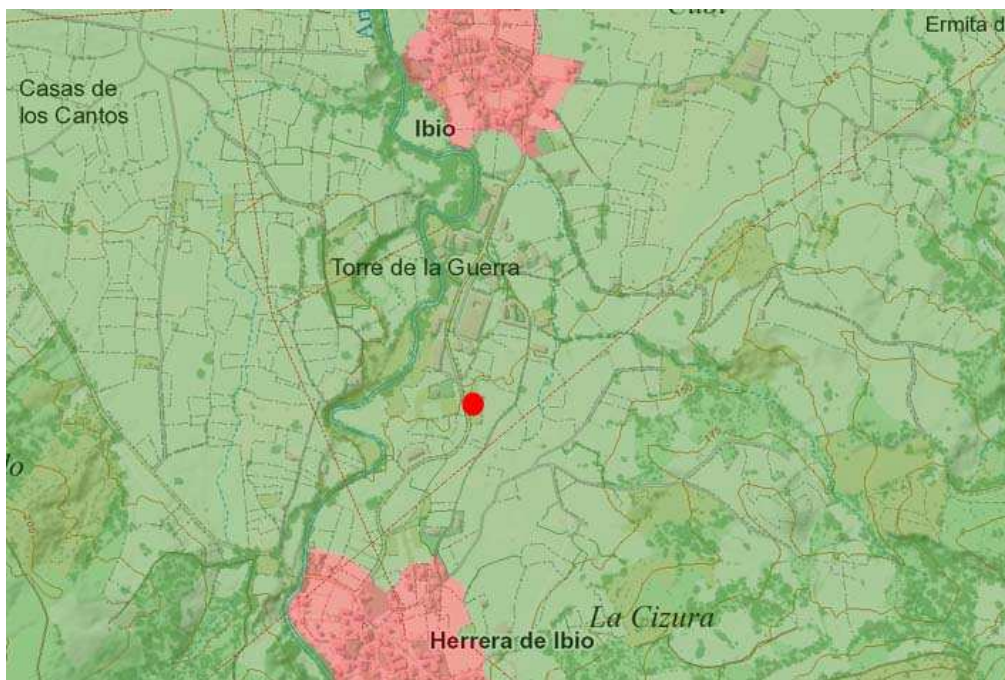 Ermita d
Casas de
los Cantos
Ibio
Torre de la Guerra
La Cizura
Herrera de Ibio